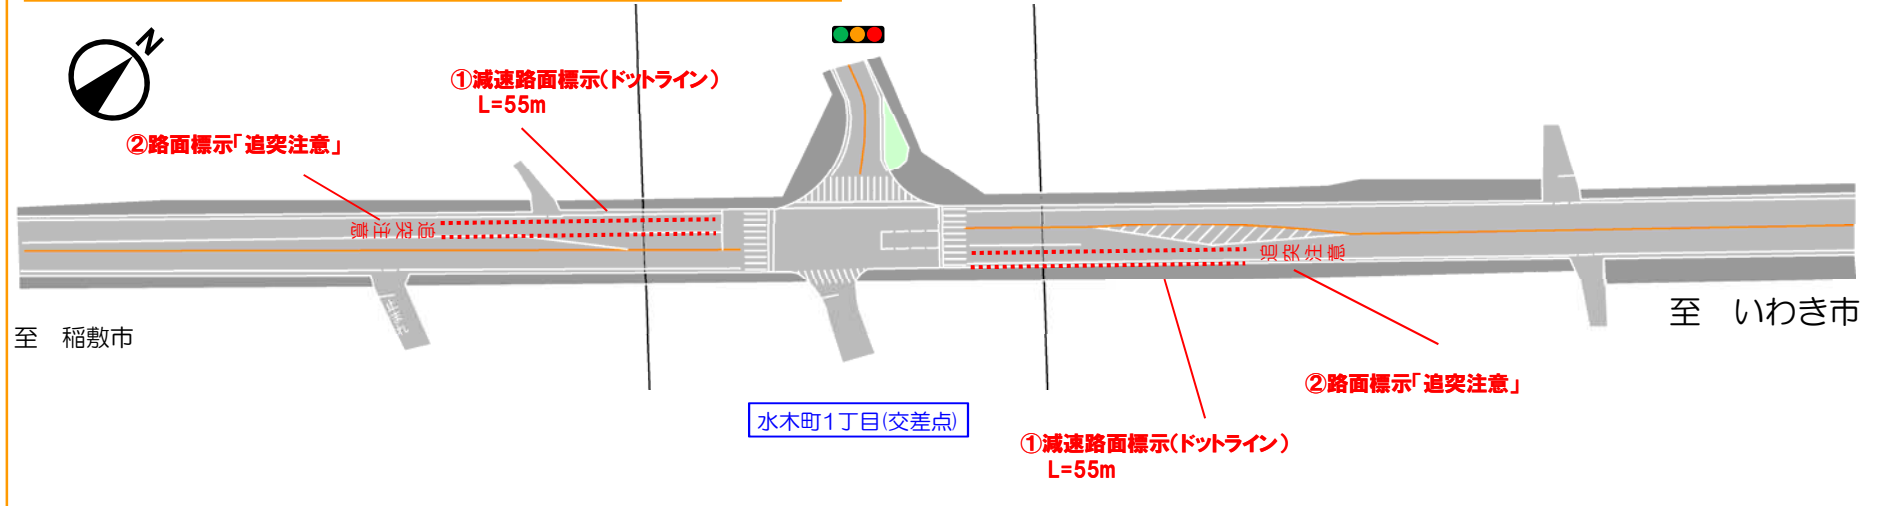 N
①減速路面標示(ドットライン)
L=55m
②路面標示「追突注意」
追突注意
追突注意
至 稲敷市
至 いわき市
②路面標示「追突注意」
水木町1丁目(交差点)
①減速路面標示(ドットライン)
L=55m